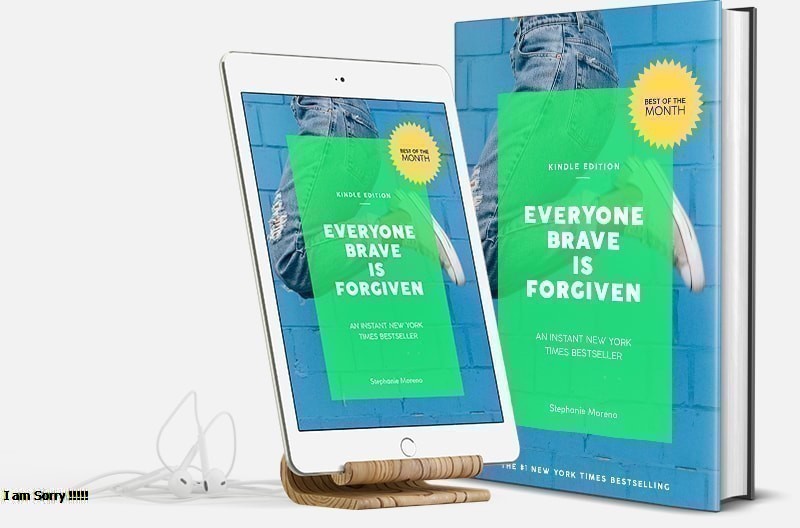 BEST OF THE
MONTH
KINDLE EDITION
EVERYONE
BRAVE
IS
FORGIVEN
AN INSTANT NEW YORK
TIMES BESTSELLER
Stephanie Moreno
BEST OF THE
MONTH
KINDLE EDITION
EVERYONE
BRAVE
IS
FORGIVEN
AN INSTANT NEW YORK
TIMES BESTSELLER
Stephanie Moreno
THE #1 NEW YORK TIMES BESTSELLING
I am Sorry !!!!!